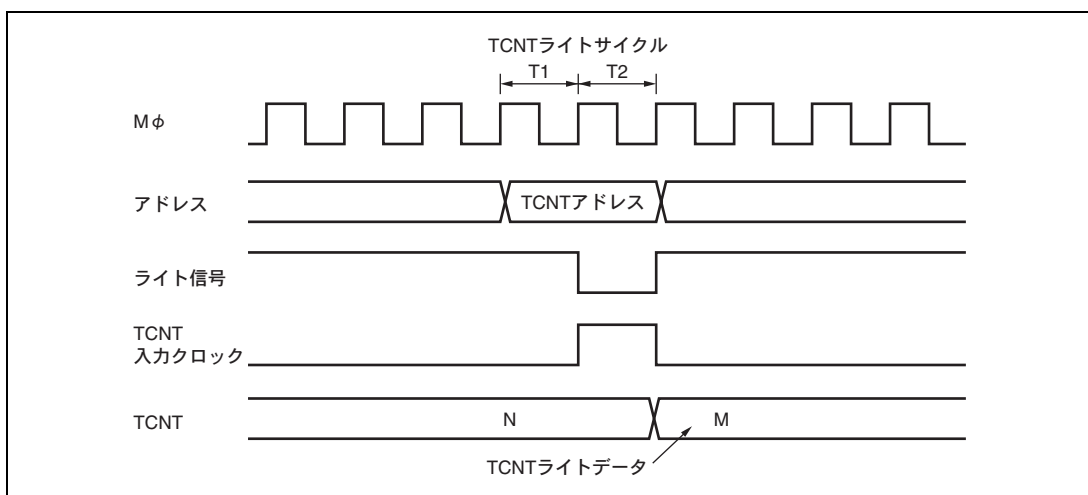 TCNTライトサイクル
T1 T2
Mφ
アドレス
TCNTアドレス
ライト信号
TCNT
入力クロック
TCNT
N
M
TCNTライトデータ